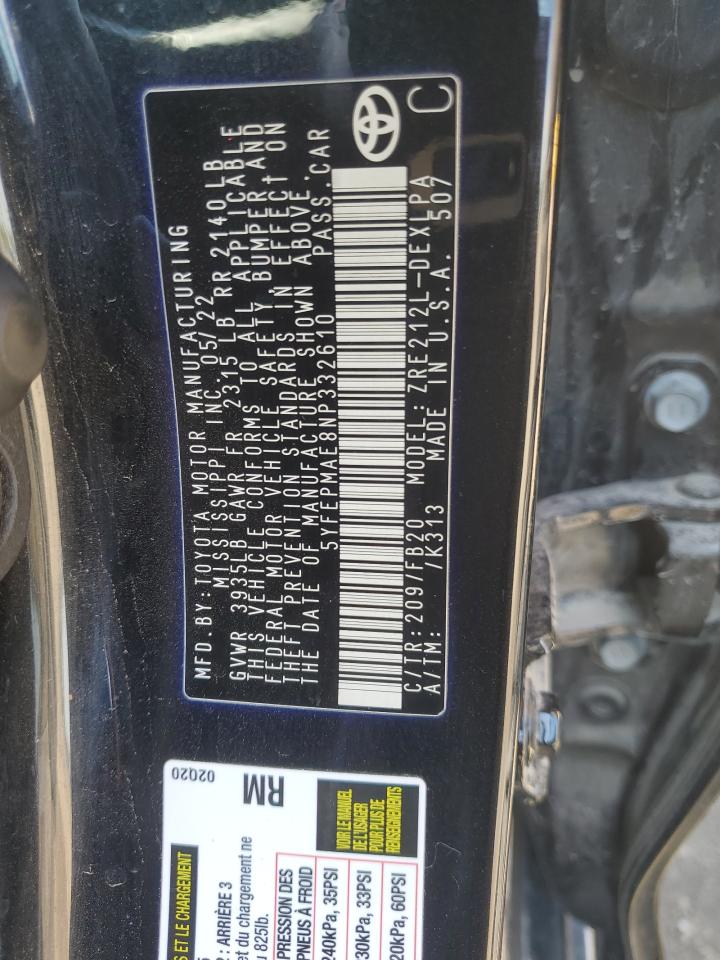 MFD.BY:TOYOTA MOTOR MANUFACTURING
MISSISSIPPI INC. 05/22
GVWR 3935LB GAWR FR 2315 LB RR 2140LB
THIS VEHICLE CONFORMS TO ALL APPLICABLE
FEDERAL MOTOR VEHICLE SAFETY, BUMPER AND
THEFT PREVENTION STANDARDS IN EFFECT ON
THE DATE OF MANUFACTURE SHOWN ABOVE.
5YFEPMAE8NP332610 PASS.CAR
C/TR: 209/FB20 MODEL: ZRE212L-DEXLPA
A/TM: /K313 MADE IN U.S.A. 507
C
02Q20
RM
S ET LE CHARGEMENT
: ARRIÈRE 3
et du chargement ne
825lb.
PRESSION DES
PNEUS À FROID
240kPa, 35PSI
30kPa, 33PSI
20kPa, 60PSI
VOIR LE MANUEL
DE L'USAGER
POUR PLUS DE
RENSEIGNEMENTS